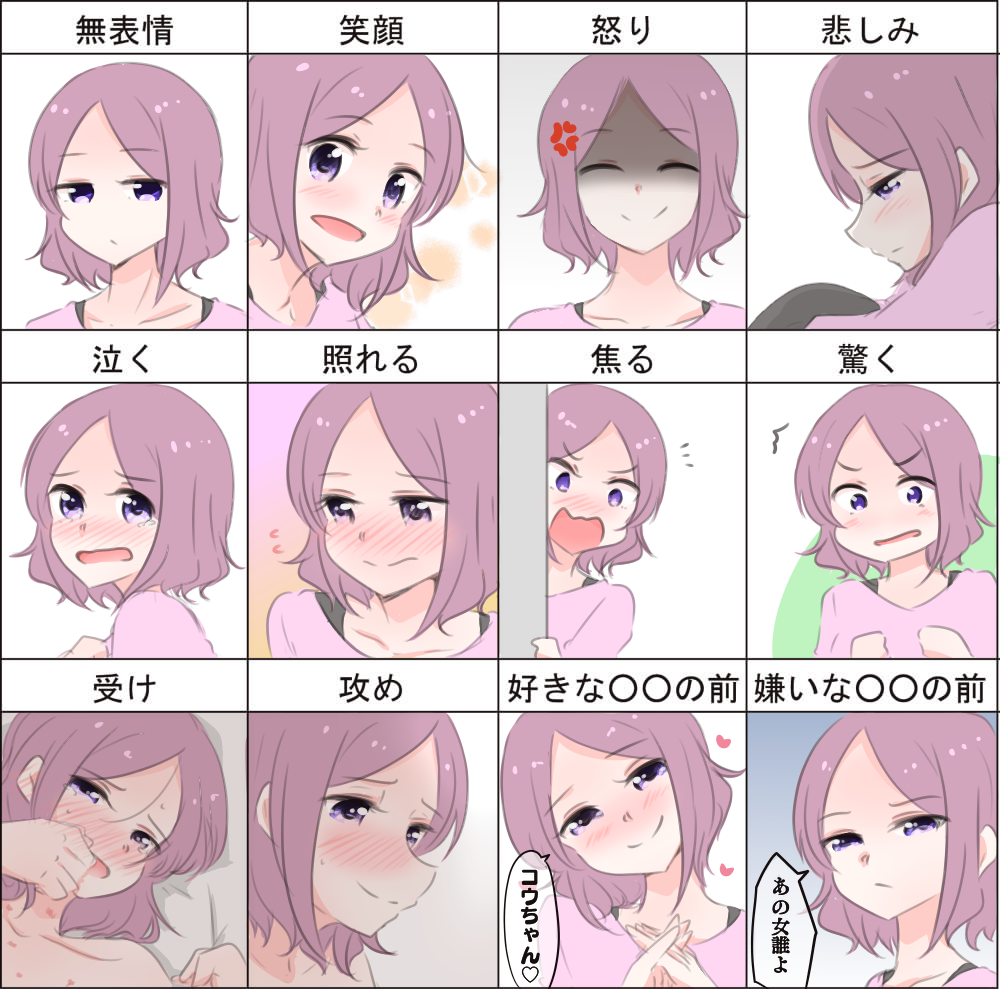 無表情
笑顔
怒り
悲しみ
泣く
照れる
焦る
驚く
受け
攻め
好きな〇〇の前
嫌いな〇〇の前
コウちゃん♡
あの女誰よ